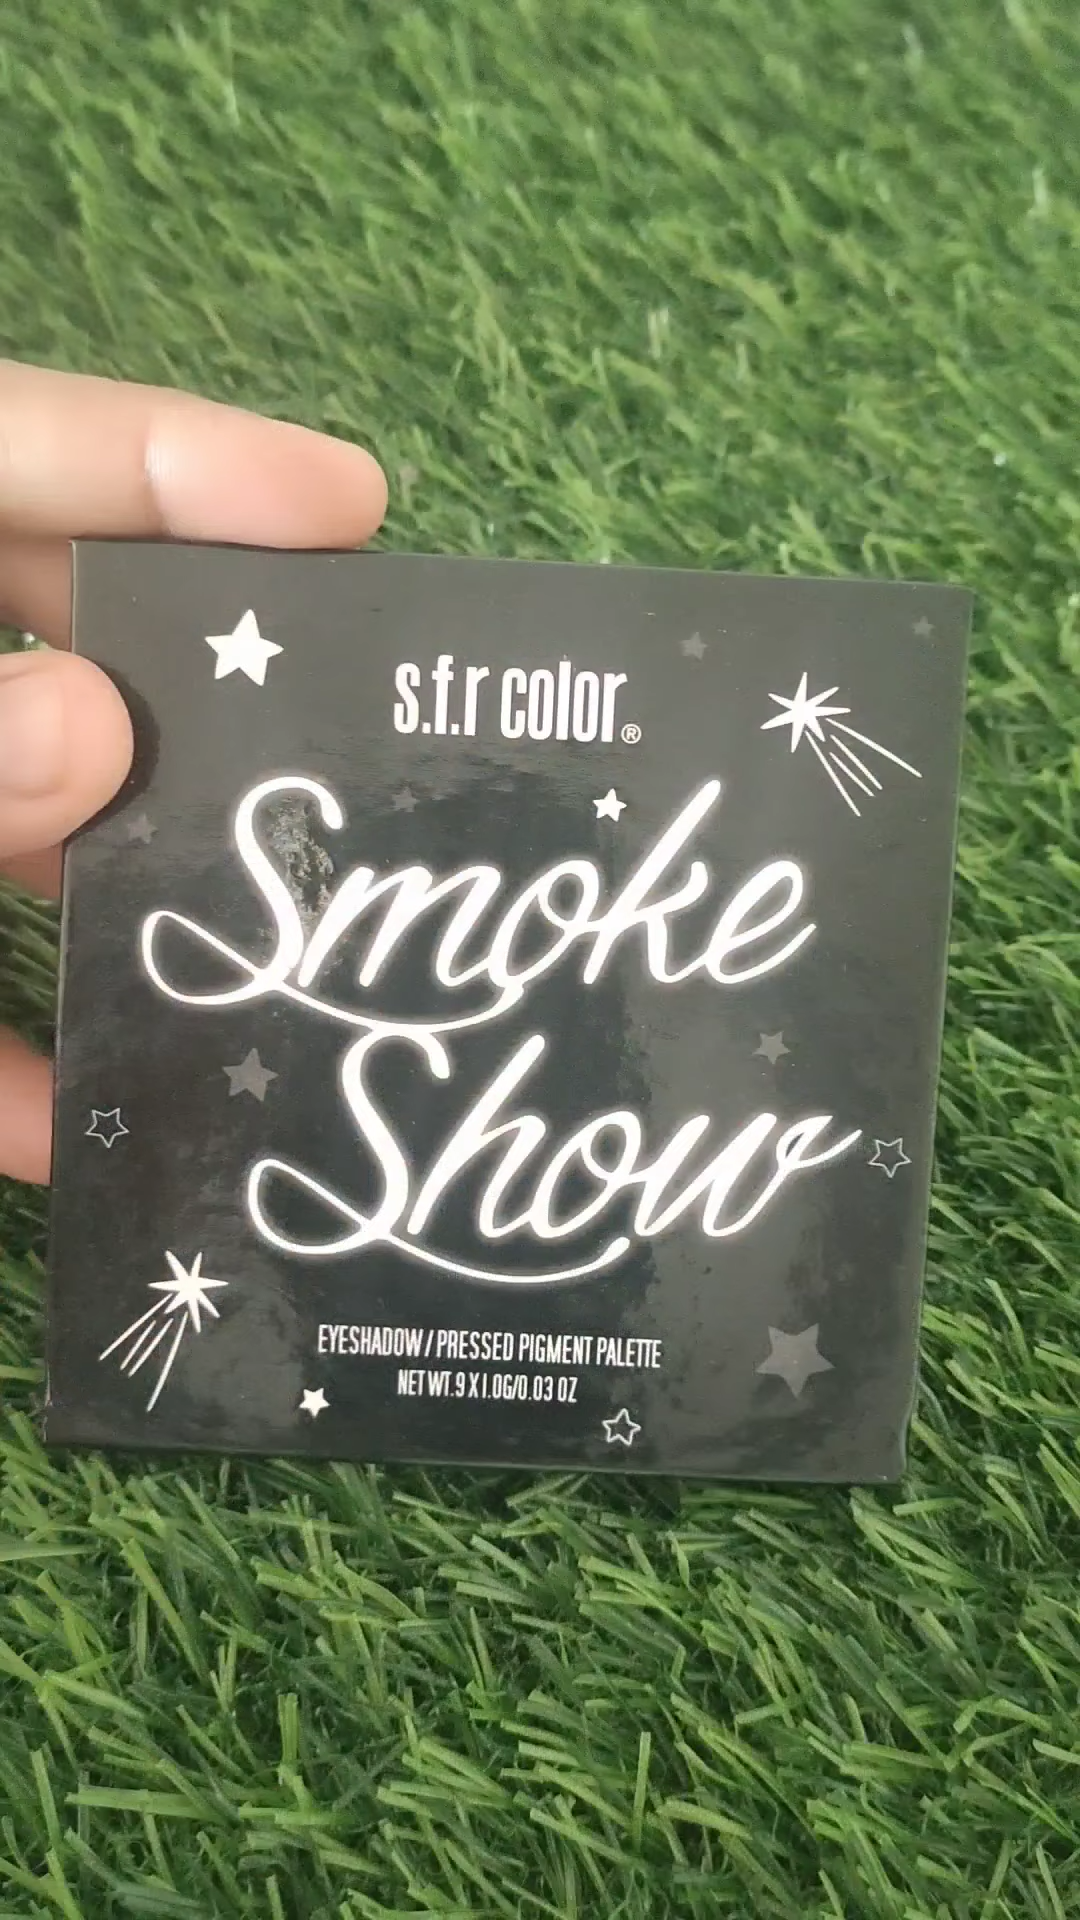 s.f.r color®
Smoke
Show
EYESHADOW / PRESSED PIGMENT PALETTE
NET WT.9 X 1.0G/0.03 OZ